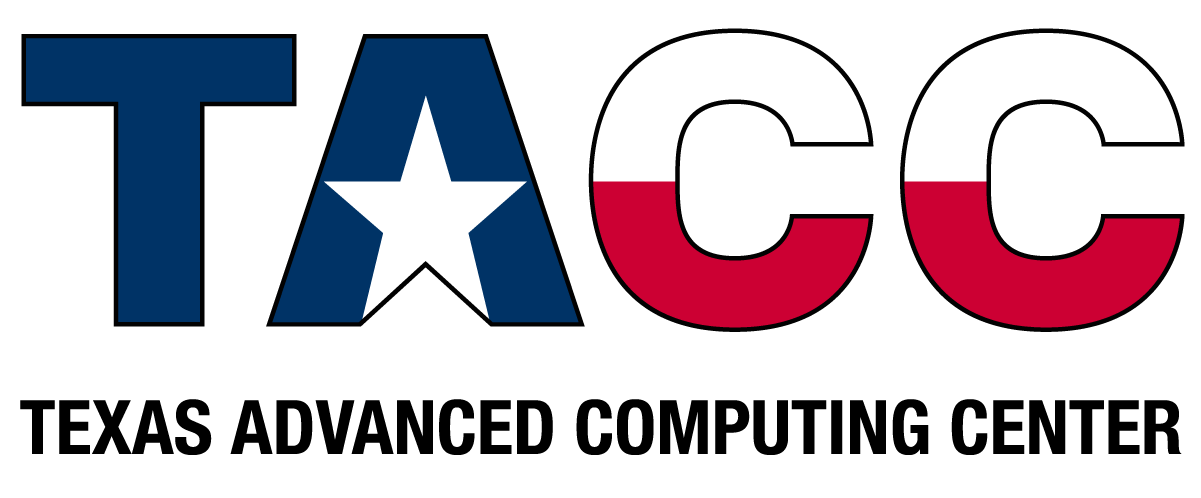 TACC
TEXAS ADVANCED COMPUTING CENTER